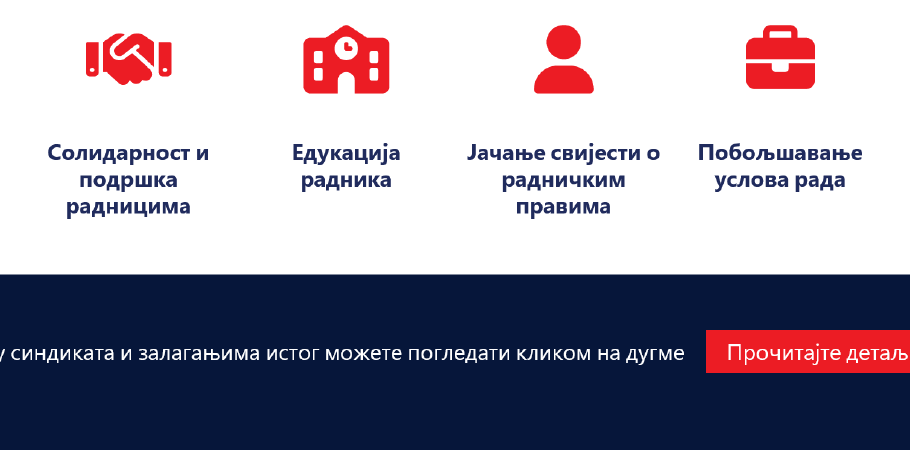 Солидарност и
подршка
радницима
Едукација
радника
Јачање свијести о
радничким
правима
Побољшавање
услова рада
синдиката и залагањима истог можете погледати кликом на дугме
Прочитајте